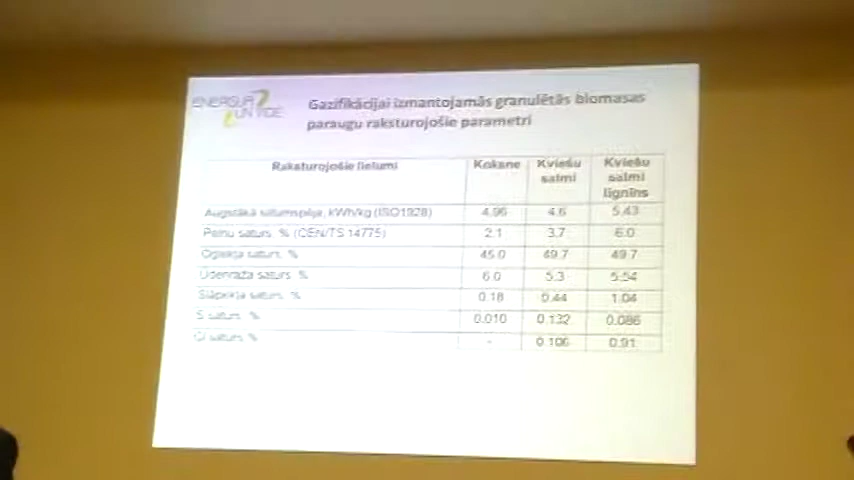 ENERĢIJA
UN VIDE
Gazifikācijai izmantojamās granulētās biomasas
paraugu raksturojošie parametri
Raksturojošie lielumi Koksne Kviešu salmi Kviešu salmi lignīns
Augstākā siltumspēja, kWh/kg (ISO1928) 4.96 4.6 5.43
Pelnu saturs, % (CEN/TS 14775) 2.1 3.7 6.0
Oglekļa saturs, % 45.0 49.7 49.7
Ūdeņraža saturs, % 6.0 5.3 5.54
Slāpekļa saturs, % 0.18 0.44 1.04
S saturs, % 0.010 0.132 0.086
Cl saturs, % - 0.106 0.91